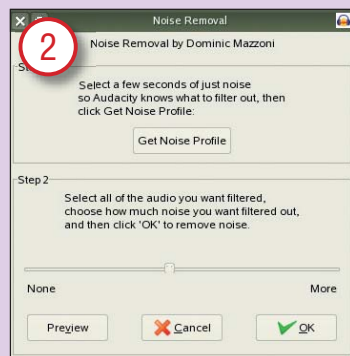 Noise Removal
2
Noise Removal by Dominic Mazzoni
St
Select a few seconds of just noise
so Audacity knows what to filter out, then
click Get Noise Profile:
Get Noise Profile
Step 2
Select all of the audio you want filtered,
choose how much noise you want filtered out,
and then click 'OK' to remove noise.
None More
Preview Cancel OK